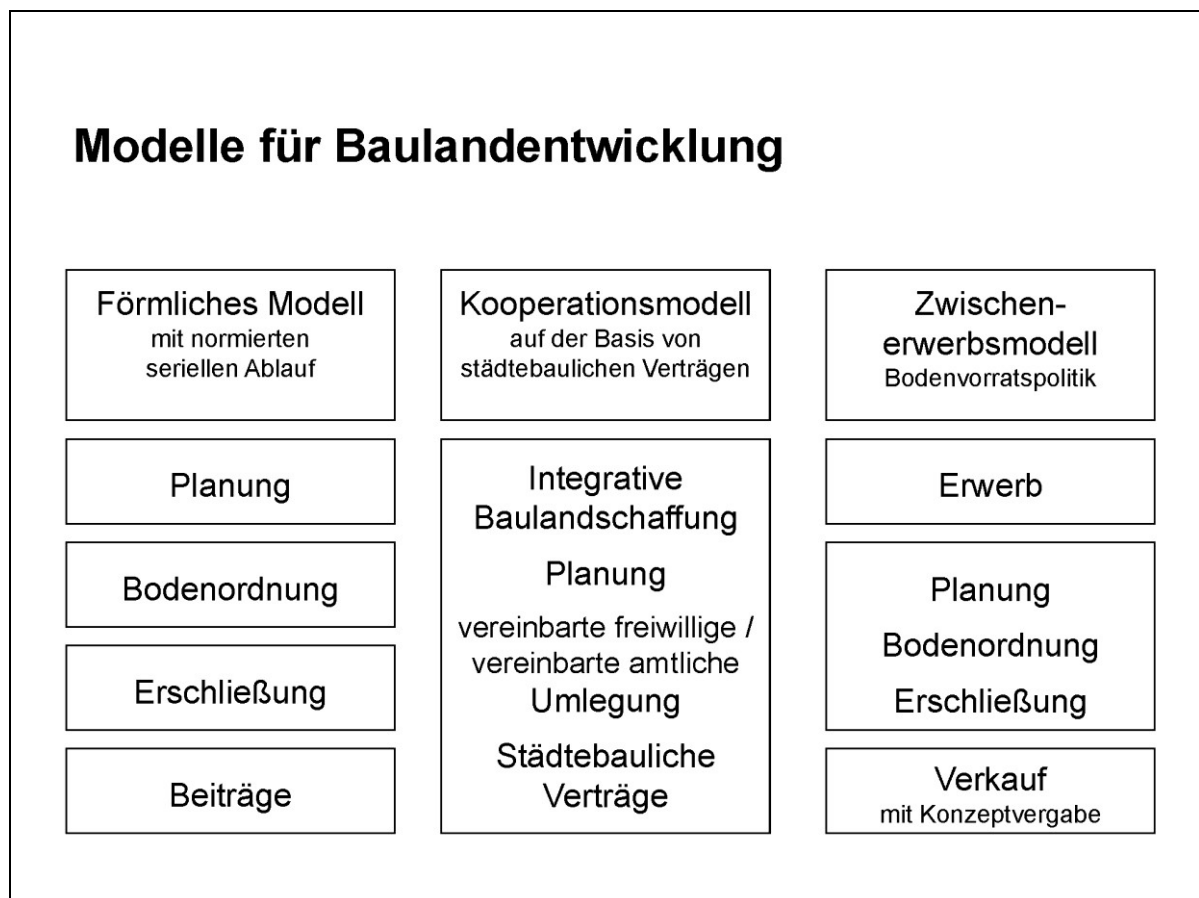 Modelle für Baulandentwicklung
Förmliches Modell
mit normierten
seriellen Ablauf
Planung
Bodenordnung
Erschließung
Beiträge
Kooperationsmodell
auf der Basis von
städtebaulichen Verträgen
Integrative
Baulandschaffung
Planung
vereinbarte freiwillige /
vereinbarte amtliche
Umlegung
Städtebauliche
Verträge
Zwischen-
erwerbsmodell
Bodenvorratspolitik
Erwerb
Planung
Bodenordnung
Erschließung
Verkauf
mit Konzeptvergabe